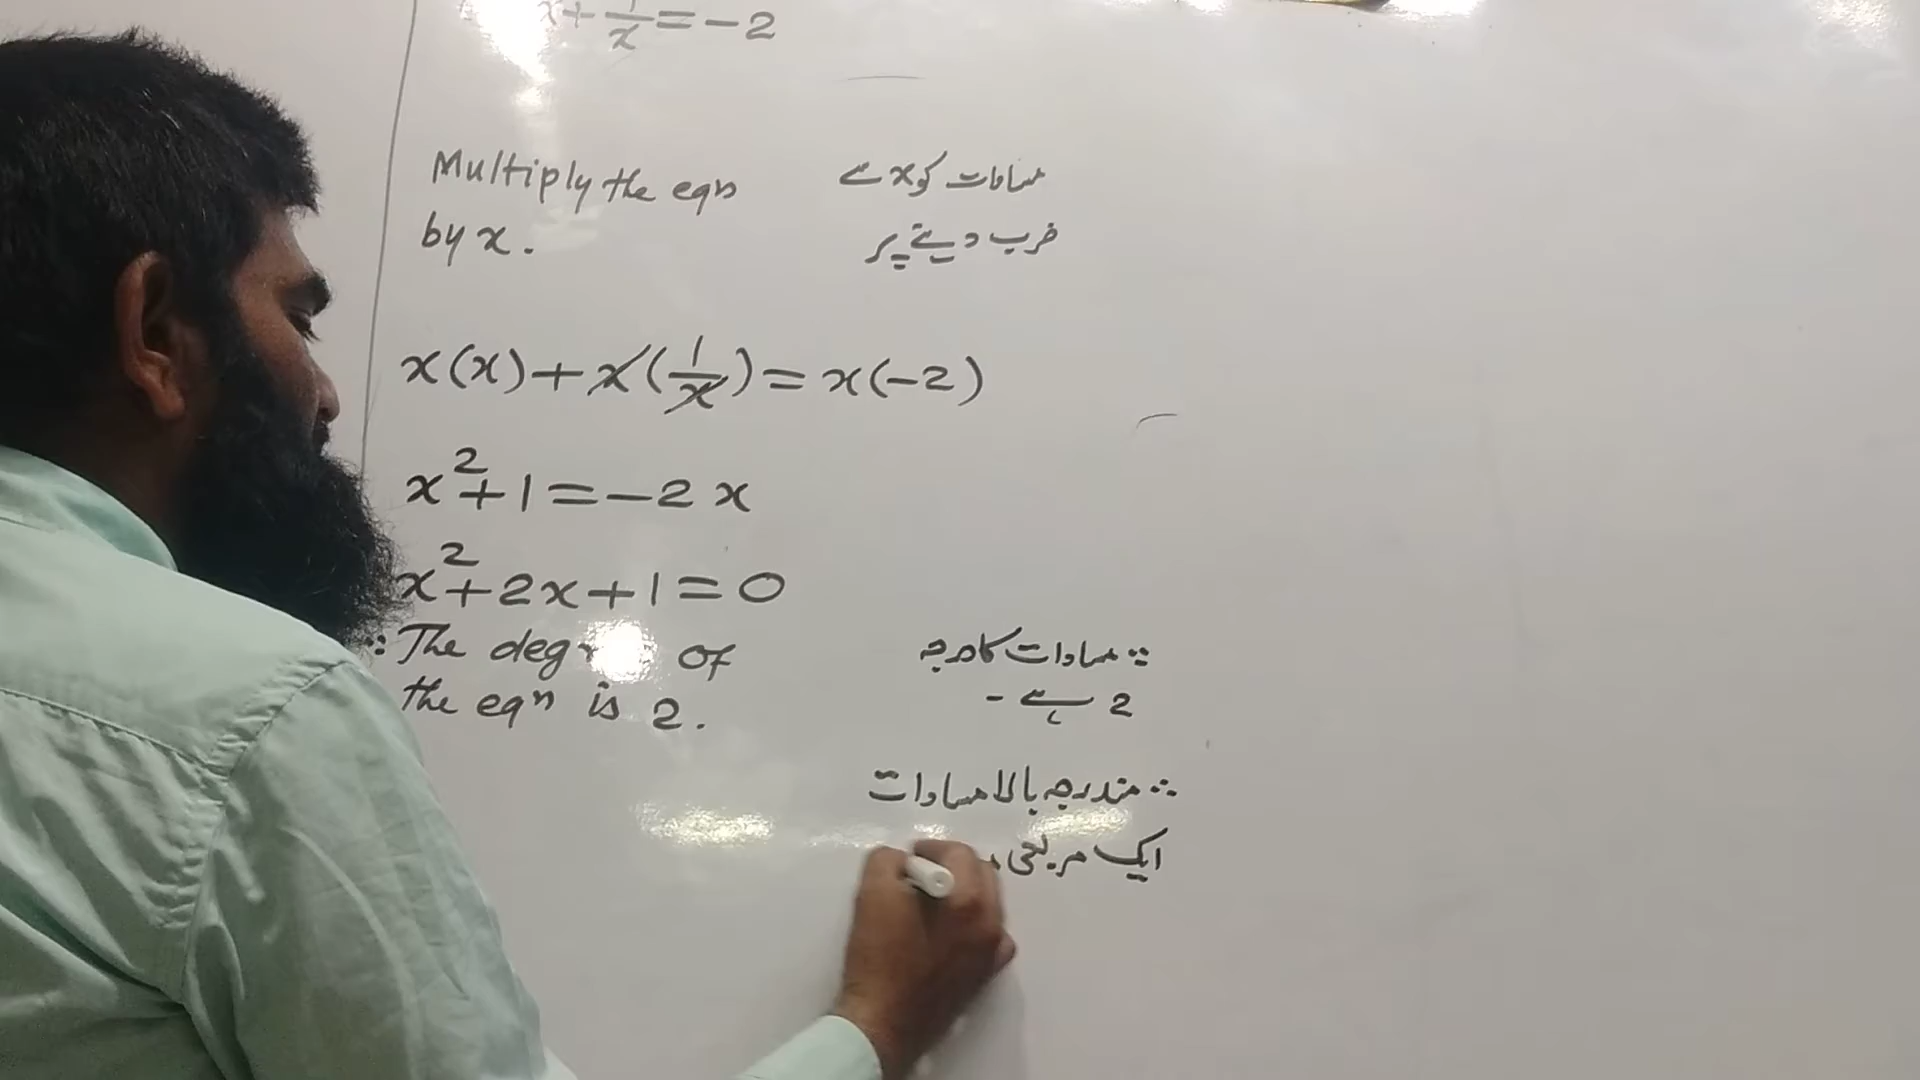 x + 1/x = -2
Multiply the eqn
by x.
مساوات کو x سے
ضرب دینے پر
x(x) + x(1/x) = x(-2)
x² + 1 = -2x
x² + 2x + 1 = 0
∵ The of
the eqn is 2.
∵ مساوات کا درجہ
2 ہے -
∴ مندرجہ بالا مساوات
ایک مربعی